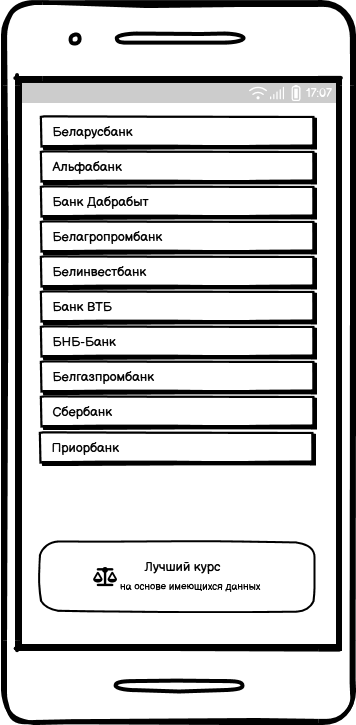 17:07
Беларусбанк
Альфабанк
Банк Дабрабыт
Белагропромбанк
Белинвестбанк
Банк ВТБ
БНБ-Банк
Белгазпромбанк
Сбербанк
Приорбанк
Лучший курс
на основе имеющихся данных